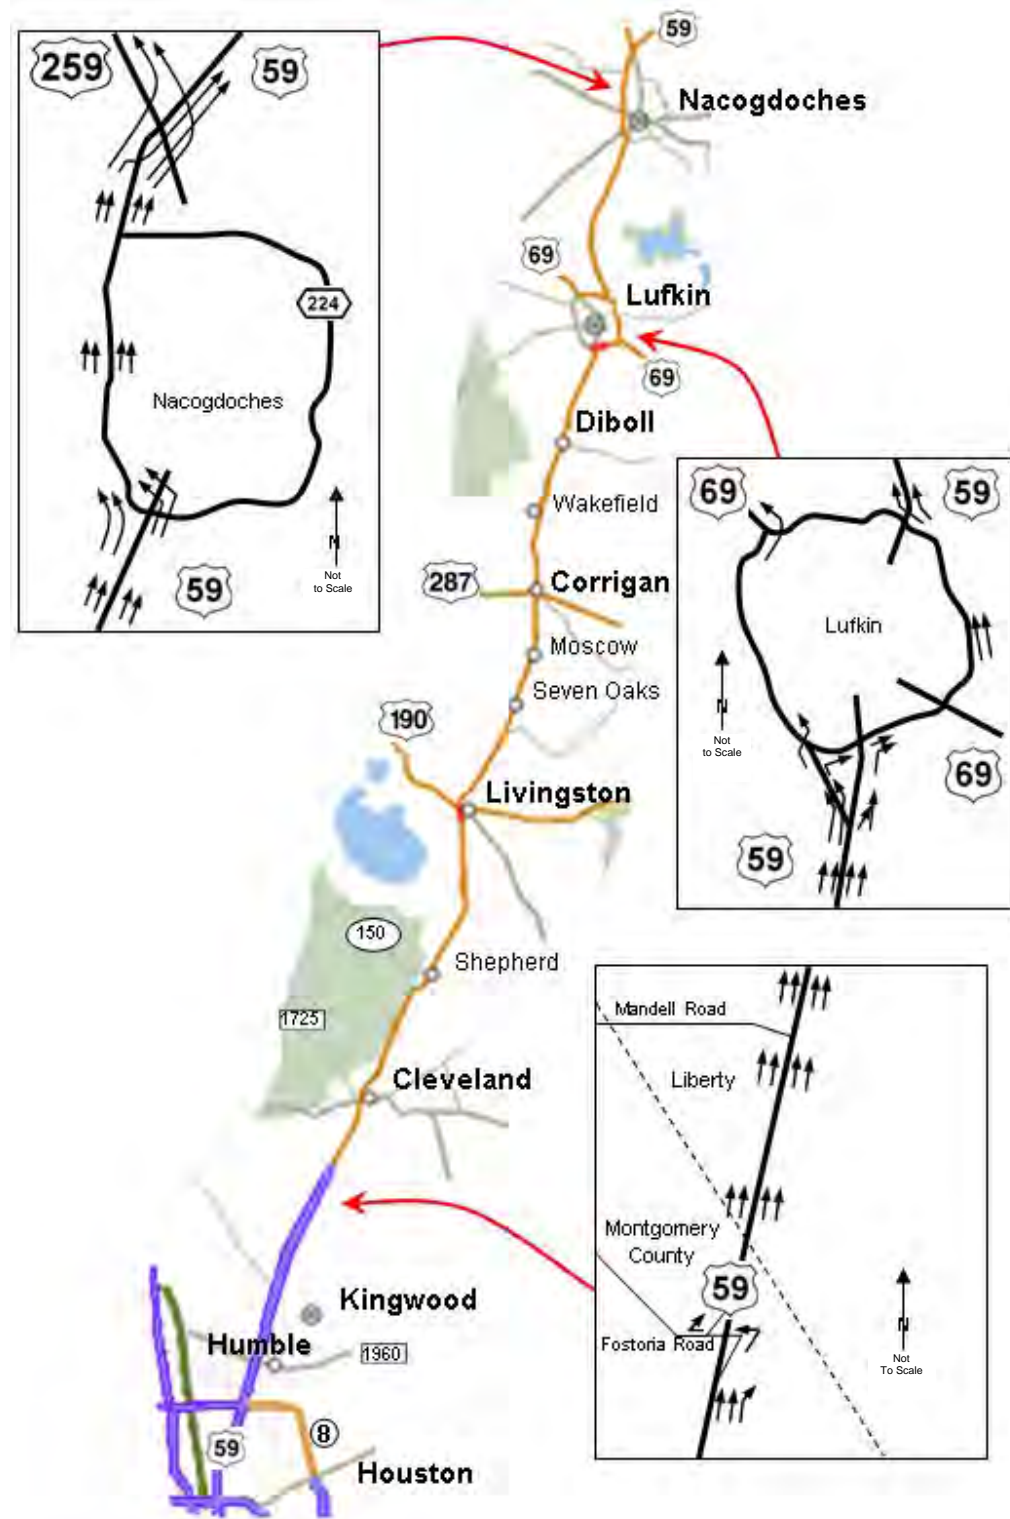 259
59
224
Nacogdoches
N
Not
to Scale
59
59
Nacogdoches
69
Lufkin
69
Diboll
Wakefield
287
Corrigan
Moscow
Seven Oaks
190
Livingston
150
Shepherd
1725
Cleveland
Kingwood
Humble
1960
8
59
Houston
69
59
Lufkin
N
Not
to Scale
69
59
Mandell Road
Liberty
Montgomery
County
59
Fostoria Road
N
Not
To Scale